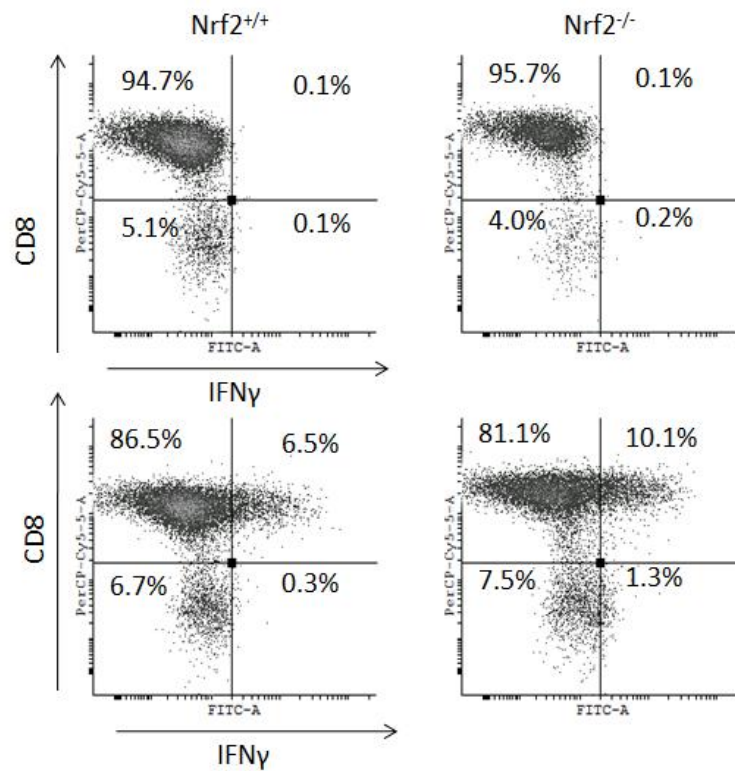 Nrf2+/+
Nrf2-/-
94.7%
0.1%
95.7%
0.1%
CD8
PerCP-Cy5-5-A
PerCP-Cy5-5-A
5.1%
0.1%
4.0%
0.2%
FITC-A
FITC-A
IFNγ
86.5%
6.5%
81.1%
10.1%
CD8
PerCP-Cy5-5-A
PerCP-Cy5-5-A
6.7%
0.3%
7.5%
1.3%
FITC-A
FITC-A
IFNγ